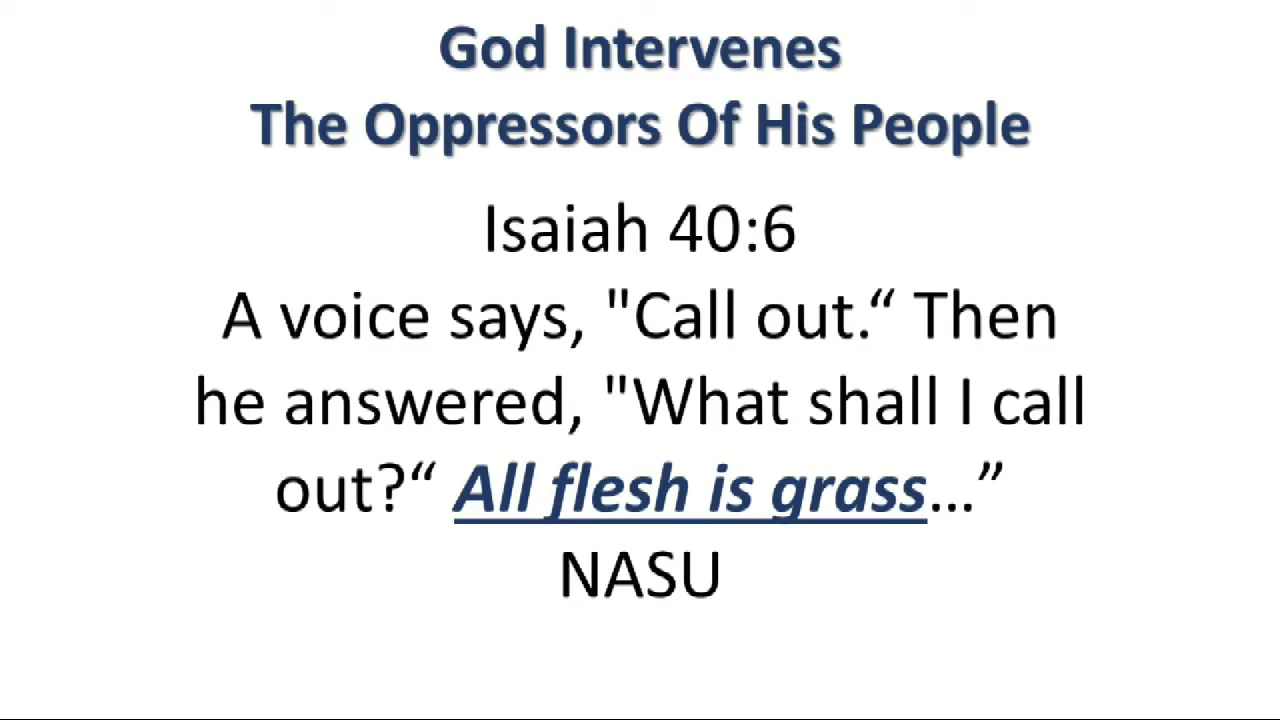 God Intervenes
The Oppressors Of His People
Isaiah 40:6
A voice says, "Call out.“ Then
he answered, "What shall I call
out?“ All flesh is grass…”
NASU